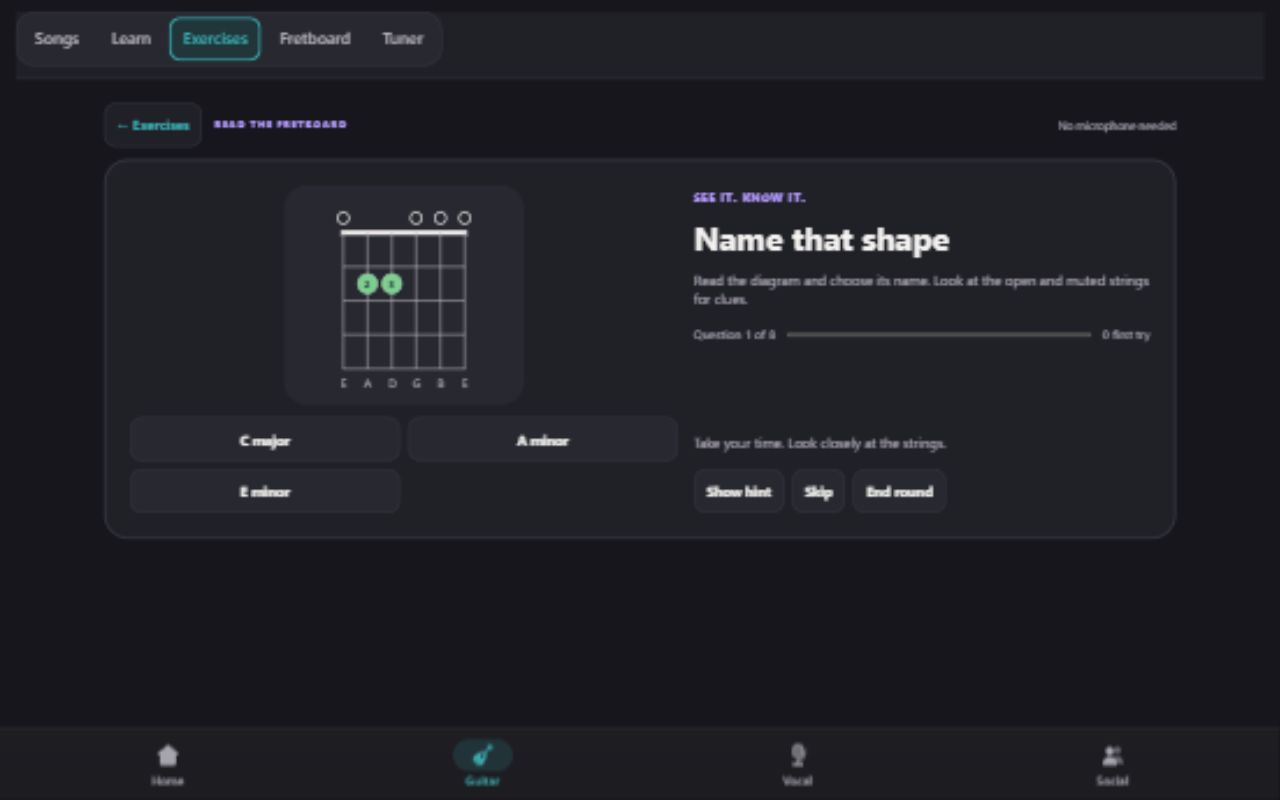 Songs Learn Exercises Fretboard Tuner
← Exercises READ THE FRETBOARD No microphone needed
SEE IT. KNOW IT.
Name that shape
Read the diagram and choose its name. Look at the open and muted strings
for clues.
Question 1 of 8 0 first try
2 3
E A D G B E
C major A minor
E minor
Take your time. Look closely at the strings.
Show hint Skip End round
Home Guitar Vocal Social